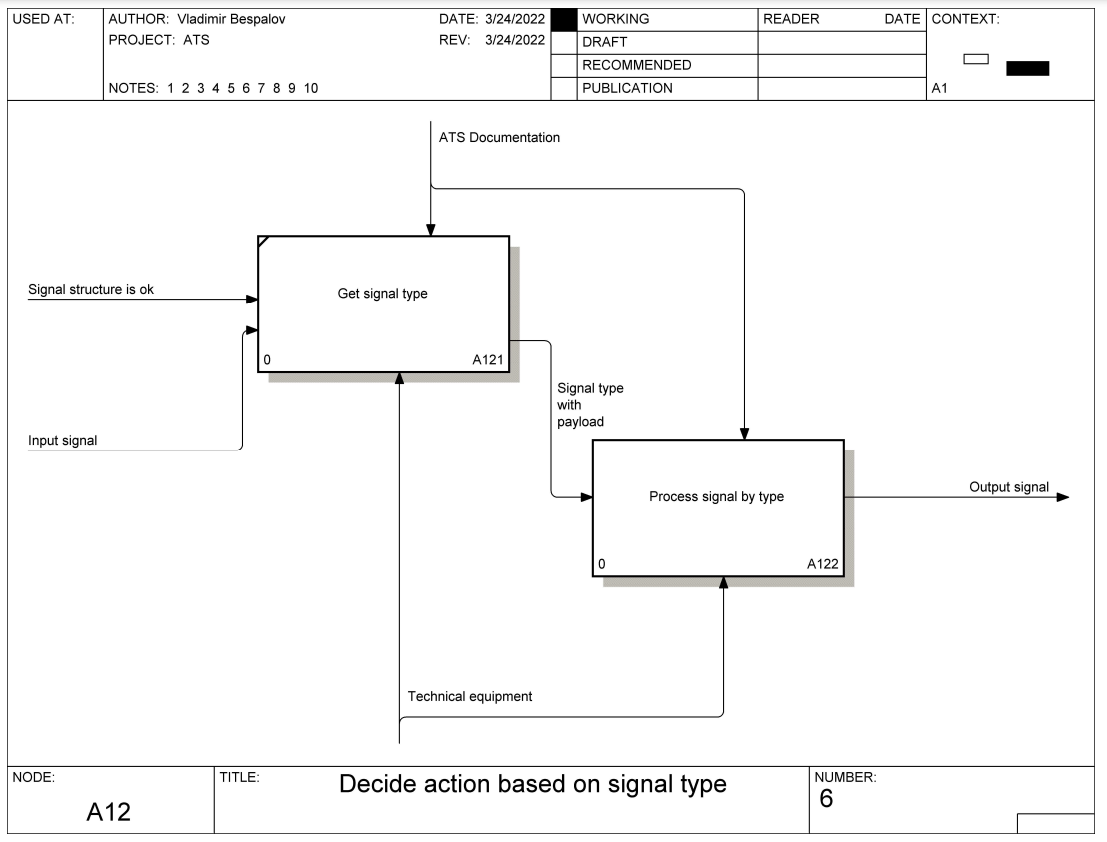 USED AT:
AUTHOR: Vladimir Bespalov
DATE: 3/24/2022
PROJECT: ATS
REV: 3/24/2022
NOTES: 1 2 3 4 5 6 7 8 9 10
WORKING
DRAFT
RECOMMENDED
PUBLICATION
READER DATE
CONTEXT:
A1
ATS Documentation
Signal structure is ok
Get signal type
0 A121
Input signal
Signal type
with
payload
Process signal by type
0 A122
Output signal
Technical equipment
NODE:
A12
TITLE:
Decide action based on signal type
NUMBER:
6